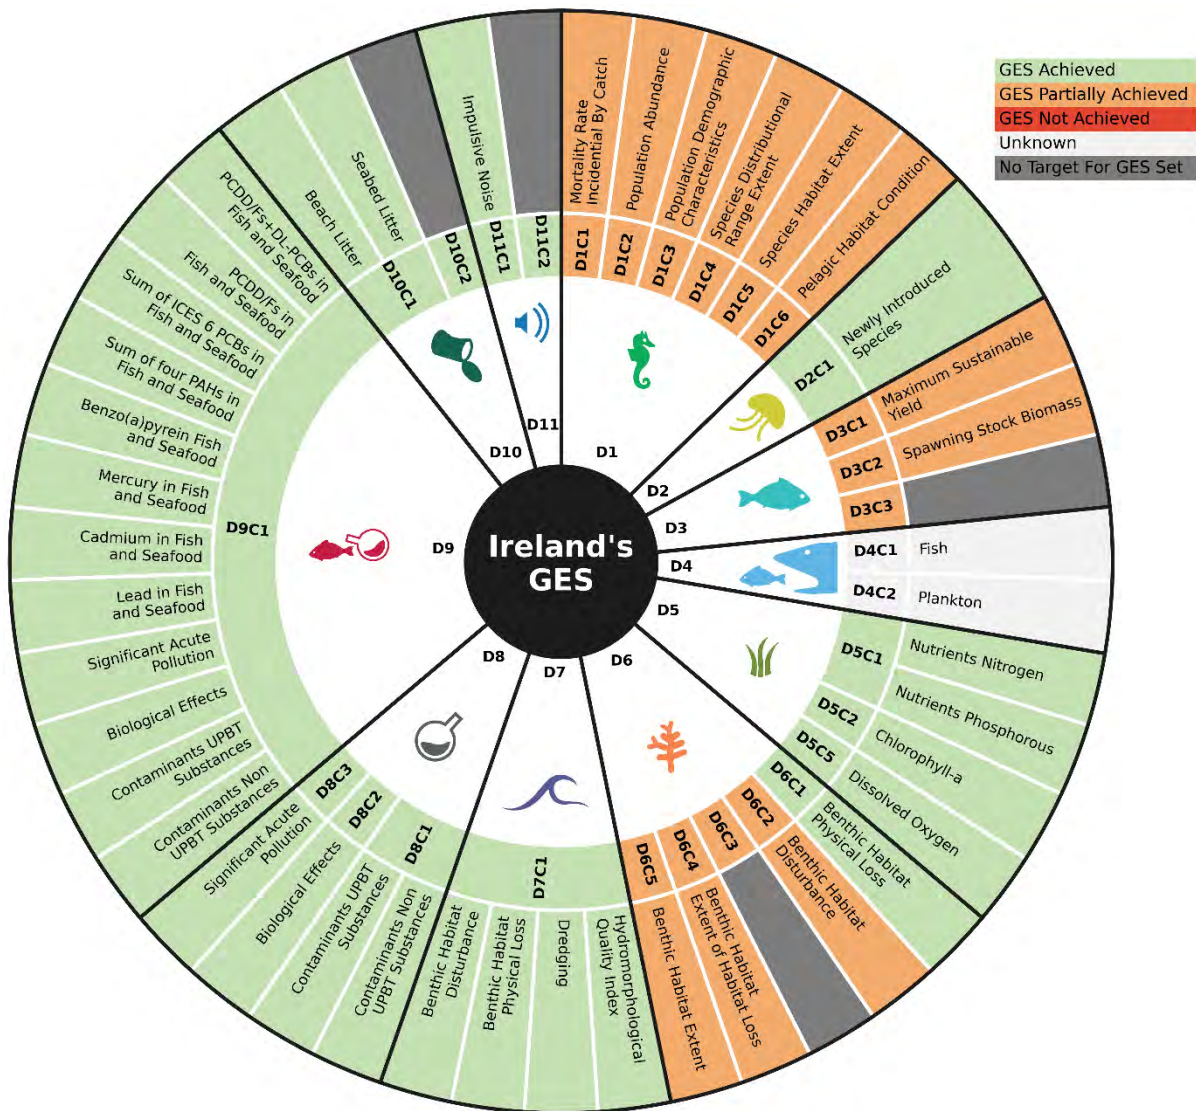 GES Achieved
GES Partially Achieved
GES Not Achieved
Unknown
No Target For GES Set
Ireland's
GES
D1
D1C1
Mortality Rate
Incidential By Catch
D1C2
Population Abundance
D1C3
Population Demographic
Characteristics
D1C4
Species Distributional
Range Extent
D1C5
Species Habitat Extent
D1C6
Pelagic Habitat Condition
D2
D2C1
Newly Introduced
Species
D3
D3C1
Maximum Sustainable
Yield
D3C2
Spawning Stock Biomass
D3C3
D4
D4C1
Fish
D4C2
Plankton
D5
D5C1
Nutrients Nitrogen
Nutrients Phosphorous
D5C2
Chlorophyll-a
D5C5
Dissolved Oxygen
D6
D6C1
Benthic Habitat
Physical Loss
D6C2
Benthic Habitat
Disturbance
D6C3
D6C4
Benthic Habitat
Extent of Habitat Loss
D6C5
Benthic Habitat Extent
D7
D7C1
Hydromorphological
Quality Index
Dredging
Benthic Habitat
Physical Loss
Benthic Habitat
Disturbance
D8
D8C1
Contaminants Non
UPBT Substances
Contaminants UPBT
Substances
D8C2
Biological Effects
D8C3
Significant Acute
Pollution
D9
D9C1
Contaminants Non
UPBT Substances
Contaminants UPBT
Substances
Biological Effects
Significant Acute
Pollution
Lead in Fish
and Seafood
Cadmium in Fish
and Seafood
Mercury in Fish
and Seafood
Benzo(a)pyrein Fish
and Seafood
Sum of four PAHs in
Fish and Seafood
Sum of ICES 6 PCBs in
Fish and Seafood
PCDD/Fs in
Fish and Seafood
PCDD/Fs+DL-PCBs in
Fish and Seafood
D10
D10C1
Beach Litter
Seabed Litter
D10C2
D11
D11C1
Impulsive Noise
D11C2